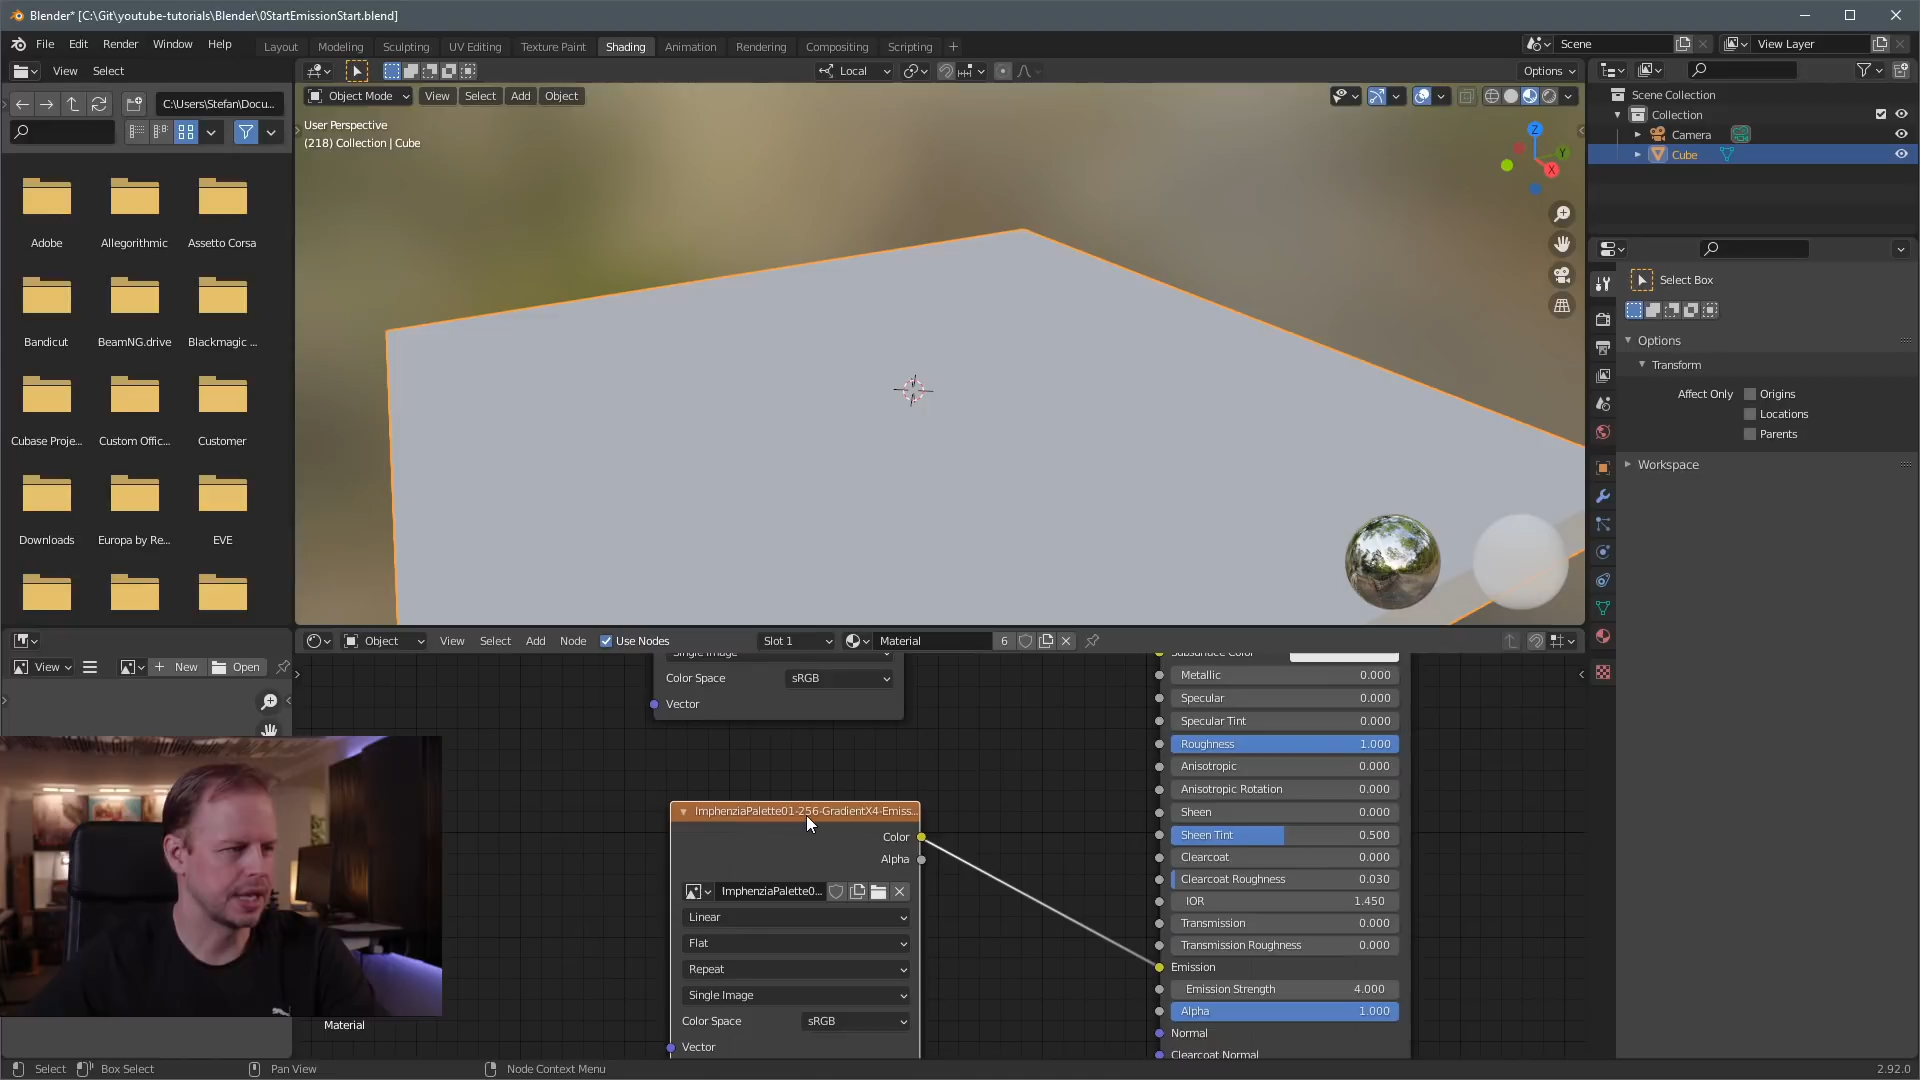 Blender* [C:\Git\youtube-tutorials\Blender\0StartEmissionStart.blend]
File Edit Render Window Help
Layout Modeling Sculpting UV Editing Texture Paint Shading Animation Rendering Compositing Scripting
Scene
View Layer
View Select
Local
Options
C:\Users\Stefan\Docu...
Object Mode View Select Add Object
User Perspective
(218) Collection | Cube
Z
Y
X
Adobe
Allegorithmic
Assetto Corsa
Bandicut
BeamNG.drive
Blackmagic ...
Cubase Proje...
Custom Offic...
Customer
Downloads
Europa by Re...
EVE
Scene Collection
Collection
Camera
Cube
Select Box
Options
Transform
Affect Only
Origins
Locations
Parents
Workspace
View
New
Open
Object View Select Add Node Use Nodes Slot 1 Material 6
Single Image
Color Space sRGB
Vector
ImphenziaPalette01-256-GradientX4-Emiss...
Color
Alpha
ImphenziaPalette0...
Linear
Flat
Repeat
Single Image
Color Space sRGB
Vector
Subsurface Color
Metallic 0.000
Specular 0.000
Specular Tint 0.000
Roughness 1.000
Anisotropic 0.000
Anisotropic Rotation 0.000
Sheen 0.000
Sheen Tint 0.500
Clearcoat 0.000
Clearcoat Roughness 0.030
IOR 1.450
Transmission 0.000
Transmission Roughness 0.000
Emission
Emission Strength 4.000
Alpha 1.000
Normal
Clearcoat Normal
Material
Select Box Select Pan View Node Context Menu 2.92.0